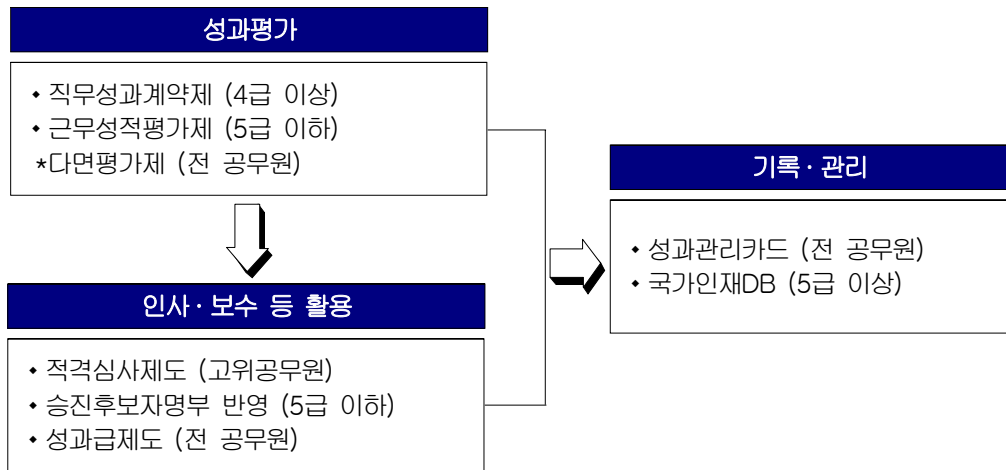 성과평가
◆ 직무성과계약제 (4급 이상)
◆ 근무성적평가제 (5급 이하)
*다면평가제 (전 공무원)
인사·보수 등 활용
◆ 적격심사제도 (고위공무원)
◆ 승진후보자명부 반영 (5급 이하)
◆ 성과급제도 (전 공무원)
기록·관리
◆ 성과관리카드 (전 공무원)
◆ 국가인재DB (5급 이상)